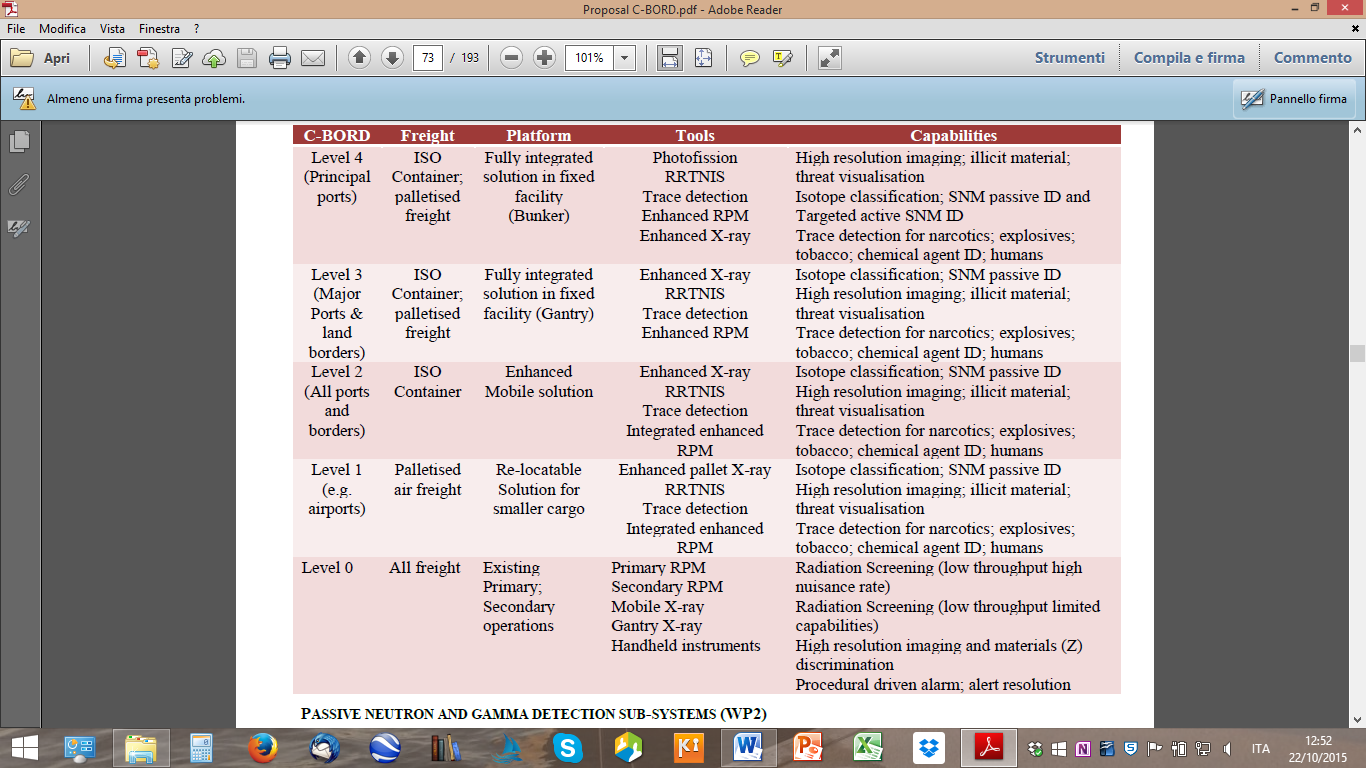 Proposal C-BORD.pdf - Adobe Reader
File Modifica Vista Finestra ?
Apri 73 / 193 101% Strumenti Compila e firma Commento
Almeno una firma presenta problemi. Pannello firma
C-BORD Freight Platform Tools Capabilities
Level 4 ISO Fully integrated Photofission High resolution imaging; illicit material;
(Principal Container; solution in fixed RRTNIS threat visualisation
ports) palletised facility Trace detection Isotope classification; SNM passive ID and
freight (Bunker) Enhanced RPM Targeted active SNM ID
Enhanced X-ray Trace detection for narcotics; explosives;
tobacco; chemical agent ID; humans
Level 3 ISO Fully integrated Enhanced X-ray Isotope classification; SNM passive ID
(Major Container; solution in fixed RRTNIS High resolution imaging; illicit material;
Ports & palletised facility (Gantry) Trace detection threat visualisation
land freight Enhanced RPM Trace detection for narcotics; explosives;
borders) tobacco; chemical agent ID; humans
Level 2 ISO Enhanced Enhanced X-ray Isotope classification; SNM passive ID
(All ports Container Mobile solution RRTNIS High resolution imaging; illicit material;
and Trace detection threat visualisation
borders) Integrated enhanced Trace detection for narcotics; explosives;
RPM tobacco; chemical agent ID; humans
Level 1 Palletised Re-locatable Enhanced pallet X-ray Isotope classification; SNM passive ID
(e.g. air freight Solution for RRTNIS High resolution imaging; illicit material;
airports) smaller cargo Trace detection threat visualisation
Integrated enhanced Trace detection for narcotics; explosives;
RPM tobacco; chemical agent ID; humans
Level 0 All freight Existing Primary RPM Radiation Screening (low throughput high
Primary; Secondary RPM nuisance rate)
Secondary Mobile X-ray Radiation Screening (low throughput limited
operations Gantry X-ray capabilities)
Handheld instruments High resolution imaging and materials (Z)
discrimination
Procedural driven alarm; alert resolution
PASSIVE NEUTRON AND GAMMA DETECTION SUB-SYSTEMS (WP2)
ITA 12:52
22/10/2015